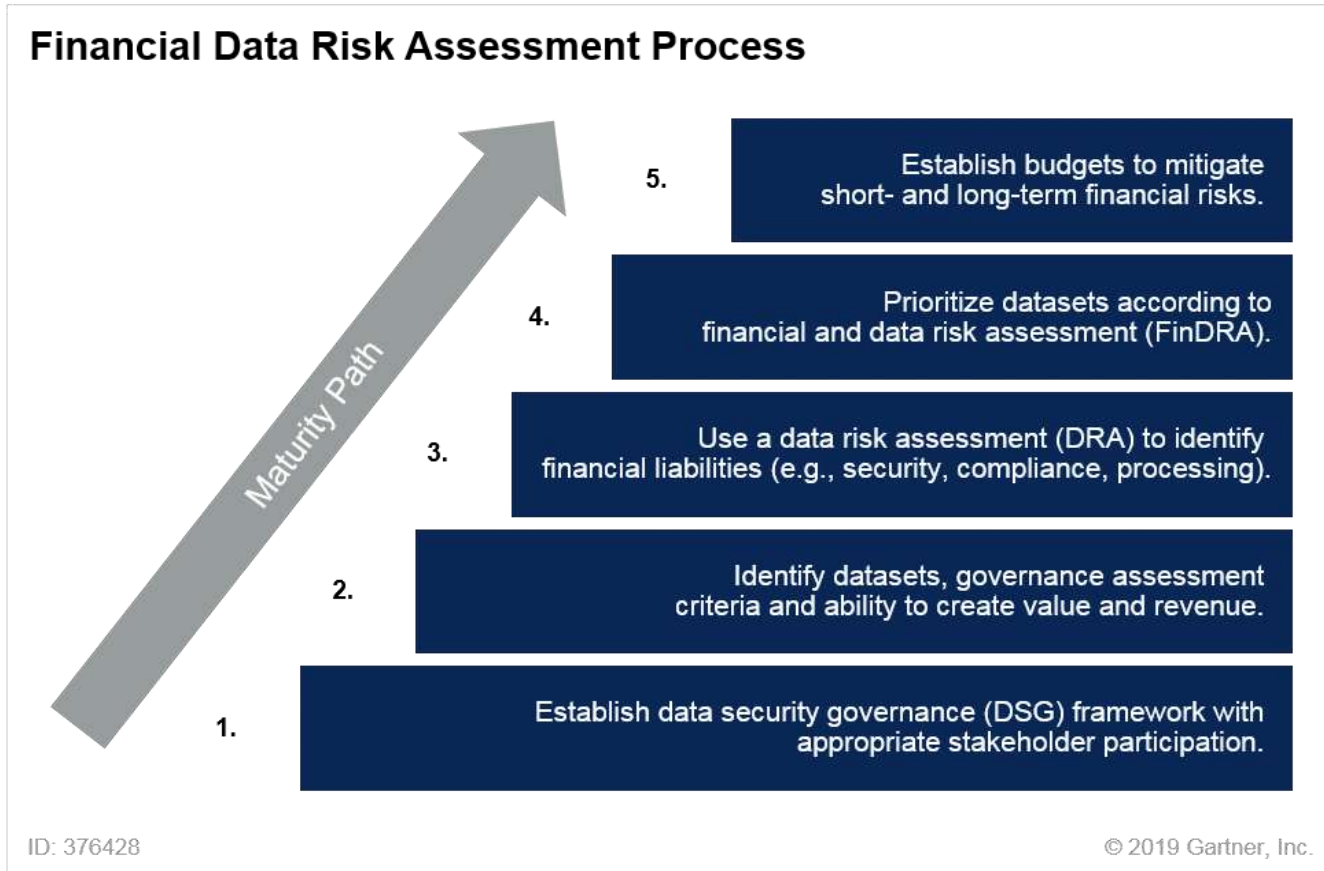 Financial Data Risk Assessment Process
5.
Establish budgets to mitigate
short- and long-term financial risks.
4.
Prioritize datasets according to
financial and data risk assessment (FinDRA).
Maturity Path
3.
Use a data risk assessment (DRA) to identify
financial liabilities (e.g., security, compliance, processing).
2.
Identify datasets, governance assessment
criteria and ability to create value and revenue.
1.
Establish data security governance (DSG) framework with
appropriate stakeholder participation.
ID: 376428
© 2019 Gartner, Inc.